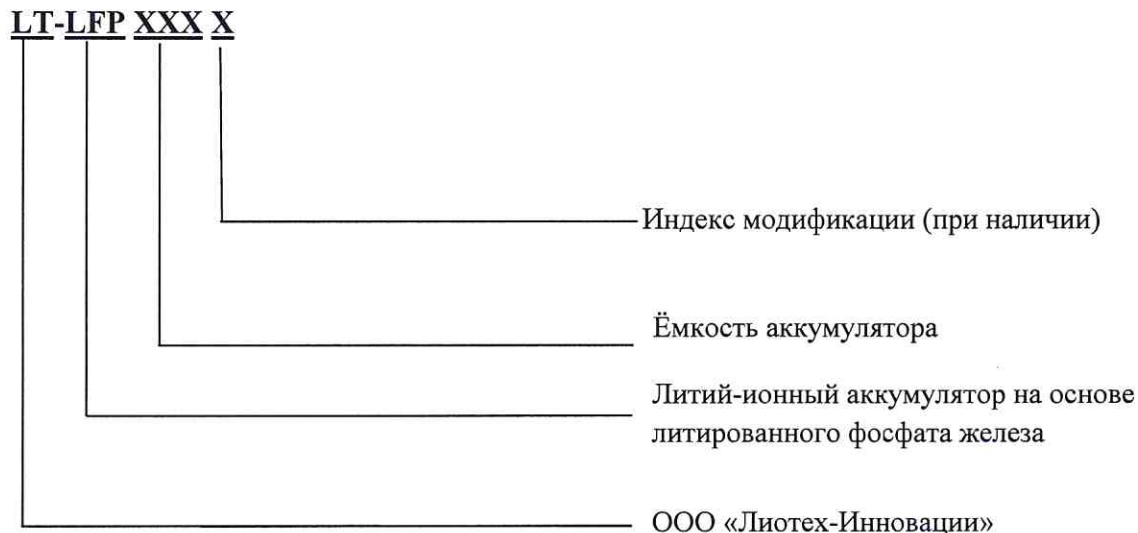 LT-LFP XXX X
Индекс модификации (при наличии)
Ёмкость аккумулятора
Литий-ионный аккумулятор на основе
литированного фосфата железа
ООО «Лиотех-Инновации»